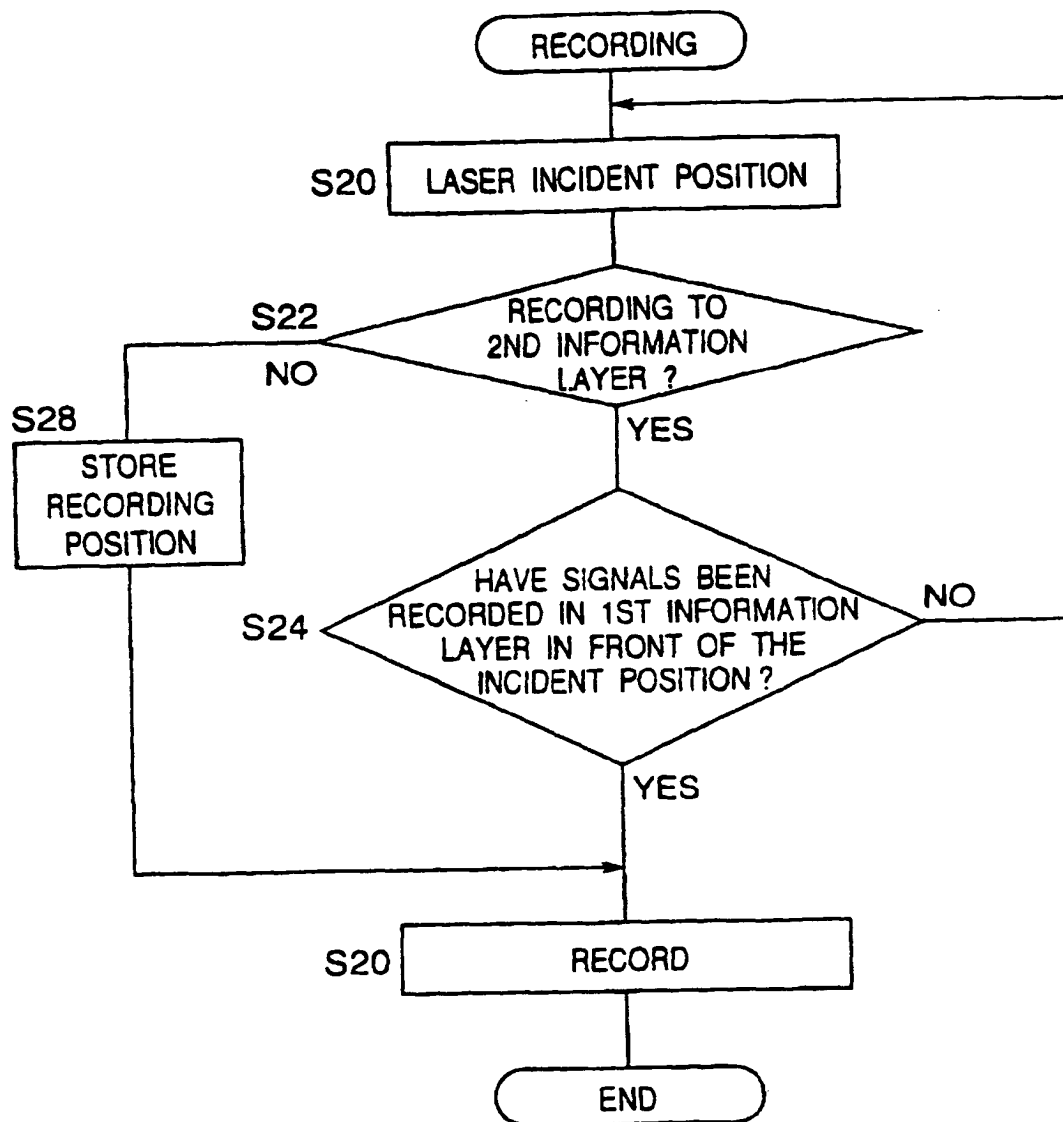 RECORDING
S20
LASER INCIDENT POSITION
S22
RECORDING TO
2ND INFORMATION
LAYER ?
NO
YES
S28
STORE
RECORDING
POSITION
S24
HAVE SIGNALS BEEN
RECORDED IN 1ST INFORMATION
LAYER IN FRONT OF THE
INCIDENT POSITION ?
NO
YES
S20
RECORD
END